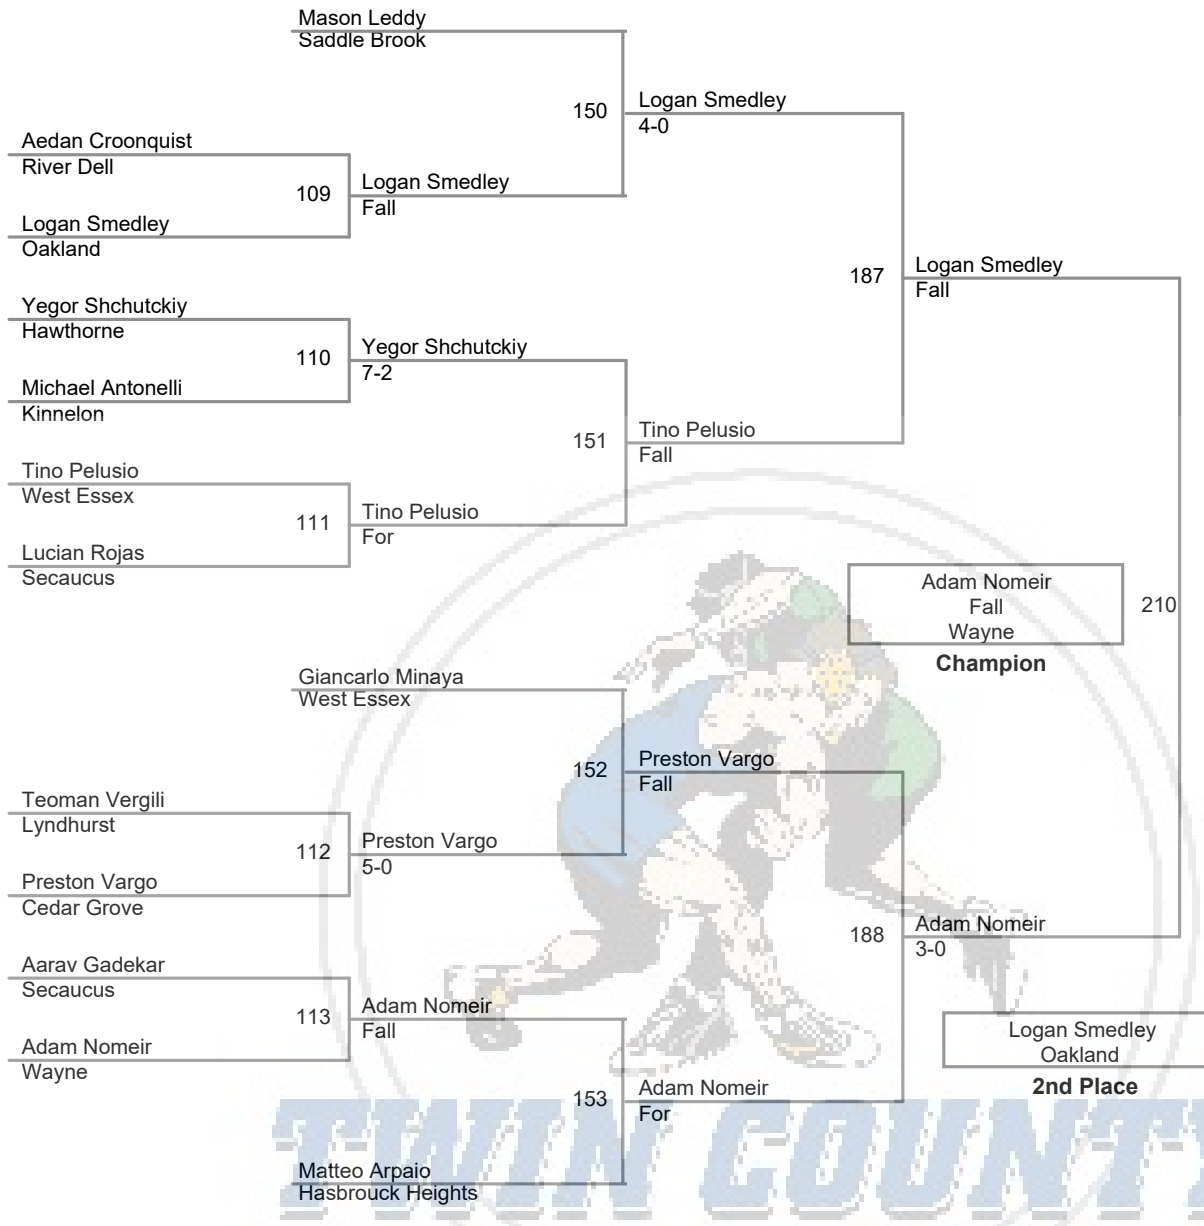 Mason Leddy
Saddle Brook
150
Logan Smedley
4-0
Aedan Croonquist
River Dell
109
Logan Smedley
Fall
Logan Smedley
Oakland
187
Logan Smedley
Fall
Yegor Shchutckiy
Hawthorne
110
Yegor Shchutckiy
7-2
Michael Antonelli
Kinnelon
151
Tino Pelusio
Fall
Tino Pelusio
West Essex
111
Tino Pelusio
For
Lucian Rojas
Secaucus
Adam Nomeir
Fall
Wayne
210
Champion
Giancarlo Minaya
West Essex
152
Preston Vargo
Fall
Teoman Vergili
Lyndhurst
112
Preston Vargo
5-0
Preston Vargo
Cedar Grove
188
Adam Nomeir
3-0
Aarav Gadekar
Secaucus
113
Adam Nomeir
Fall
Adam Nomeir
Wayne
Logan Smedley
Oakland
2nd Place
153
Adam Nomeir
For
Matteo Arpaio
Hasbrouck Heights
TWIN COUNTY